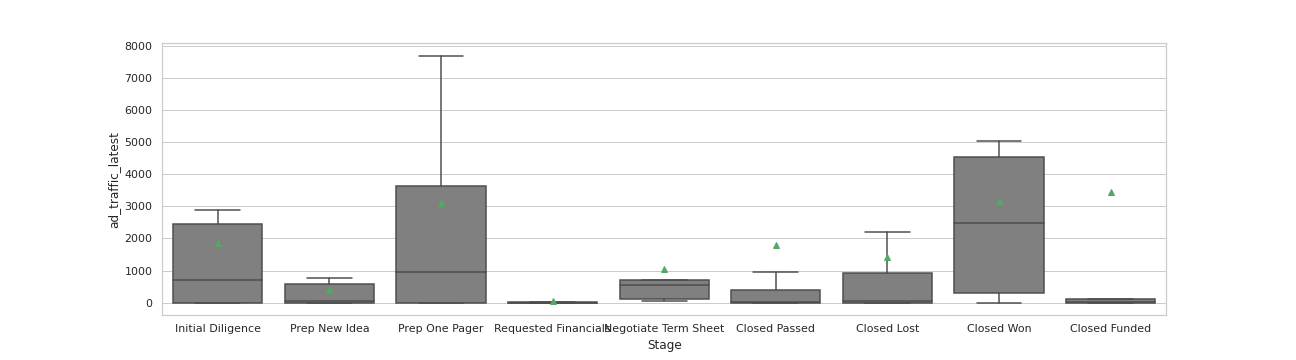 8000
7000
6000
5000
4000
3000
2000
1000
0
ad_traffic_latest
Initial Diligence
Prep New Idea
Prep One Pager
Requested Financials
Negotiate Term Sheet
Closed Passed
Closed Lost
Closed Won
Closed Funded
Stage